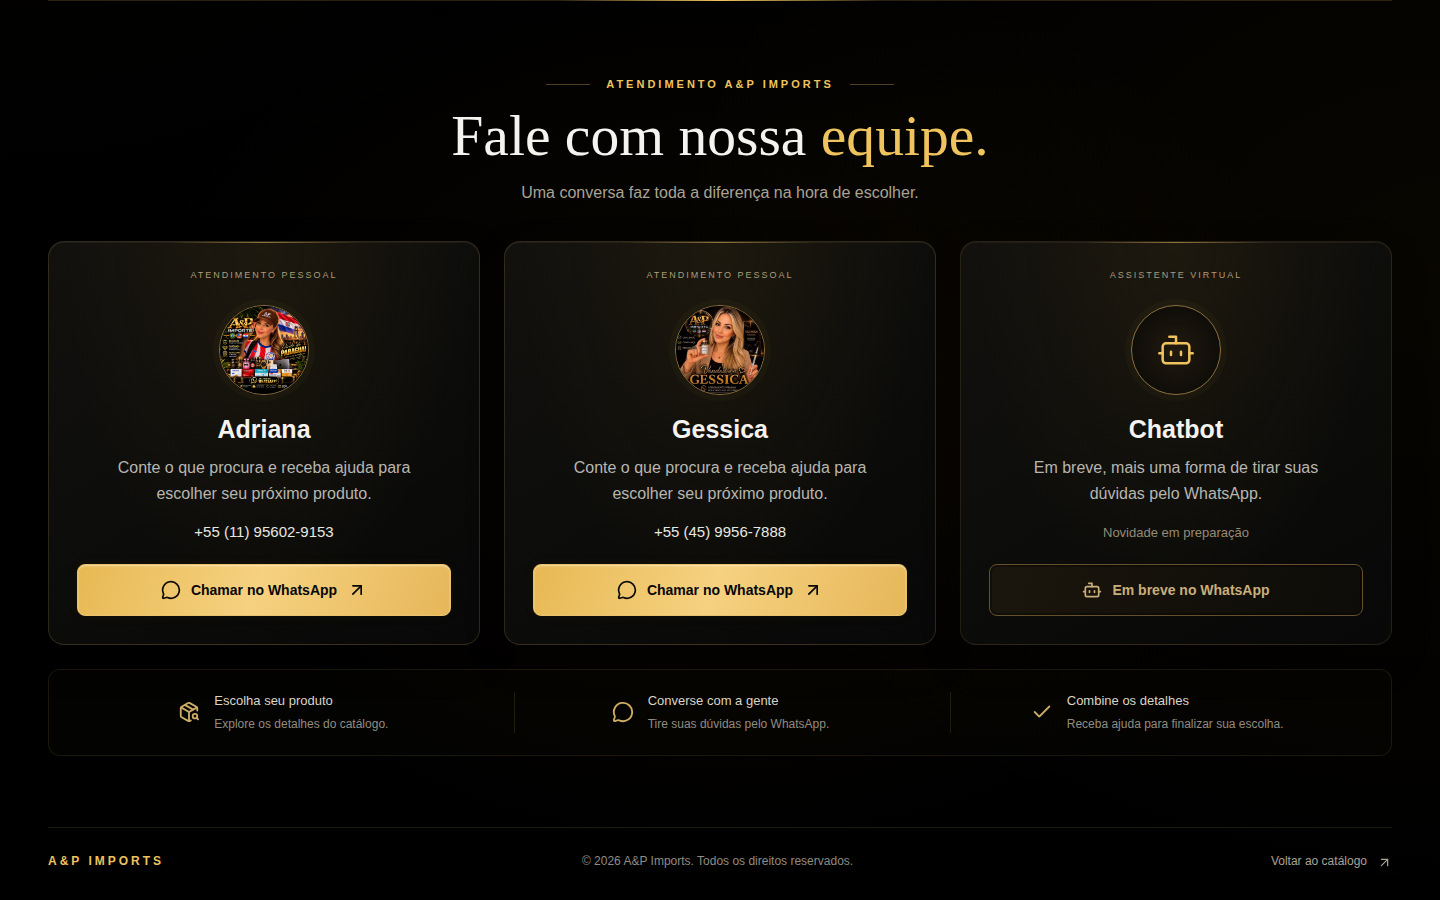 ATENDIMENTO A&P IMPORTS
Fale com nossa equipe.
Uma conversa faz toda a diferença na hora de escolher.
ATENDIMENTO PESSOAL
A&P
IMPORTS
PARAGUAI
Adriana
Conte o que procura e receba ajuda para
escolher seu próximo produto.
+55 (11) 95602-9153
Chamar no WhatsApp
ATENDIMENTO PESSOAL
A&P
GESSICA
Gessica
Conte o que procura e receba ajuda para
escolher seu próximo produto.
+55 (45) 9956-7888
Chamar no WhatsApp
ASSISTENTE VIRTUAL
Chatbot
Em breve, mais uma forma de tirar suas
dúvidas pelo WhatsApp.
Novidade em preparação
Em breve no WhatsApp
Escolha seu produto
Explore os detalhes do catálogo.
Converse com a gente
Tire suas dúvidas pelo WhatsApp.
Combine os detalhes
Receba ajuda para finalizar sua escolha.
A&P IMPORTS
© 2026 A&P Imports. Todos os direitos reservados.
Voltar ao catálogo